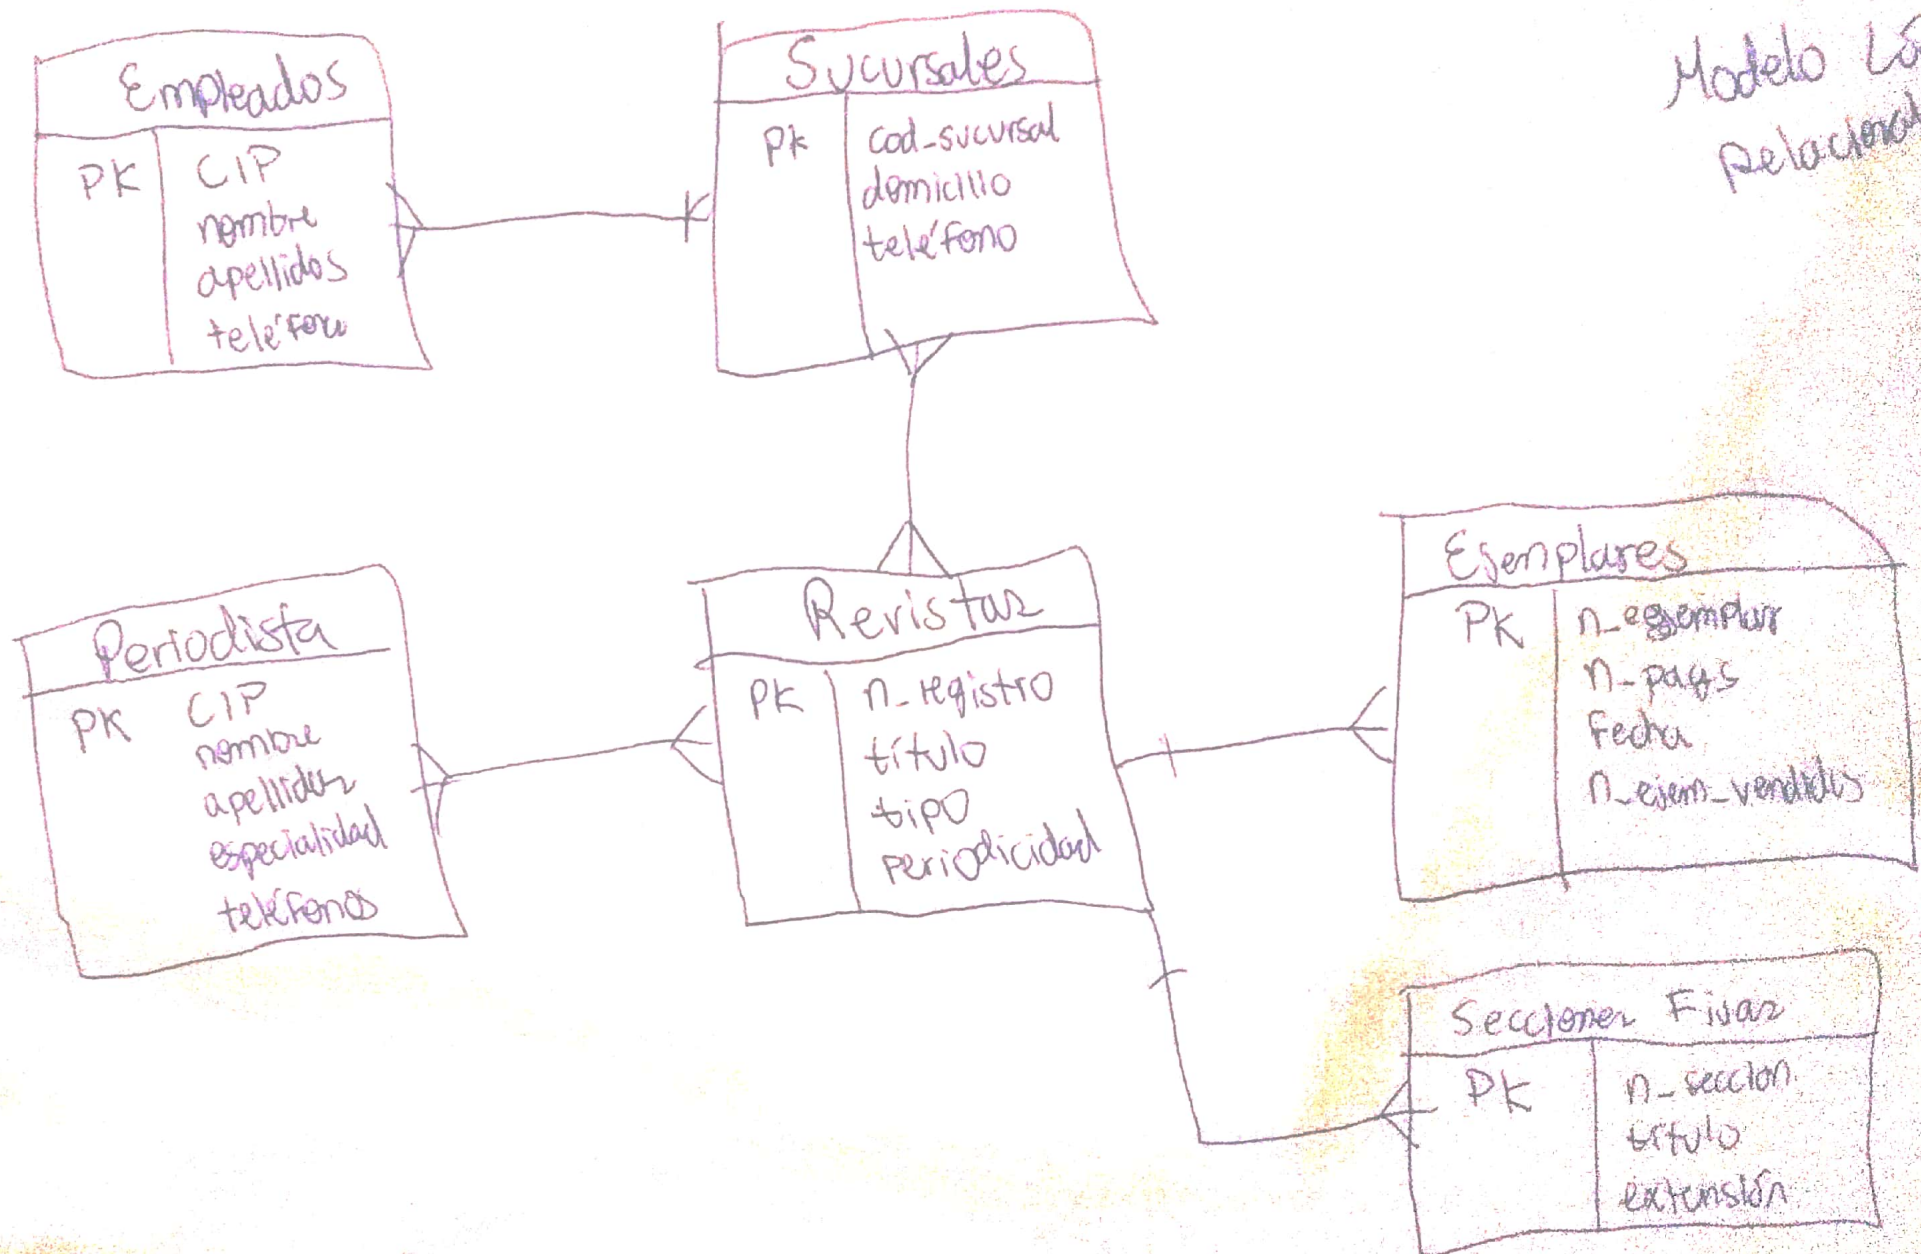 Modelo
Relacional
Empleados
PK CIP
nombre
apellidos
teléfono
Sucursales
PK cod_sucursal
domicilio
teléfono
Periodista
PK CIP
nombre
apellidos
especialidad
teléfonos
Revistas
PK n_registro
título
tipo
periodicidad
Ejemplares
PK n_ejemplar
n_pags
fecha
n_ejem_vendidos
Secciones Fijas
PK n_seccion
título
extensión